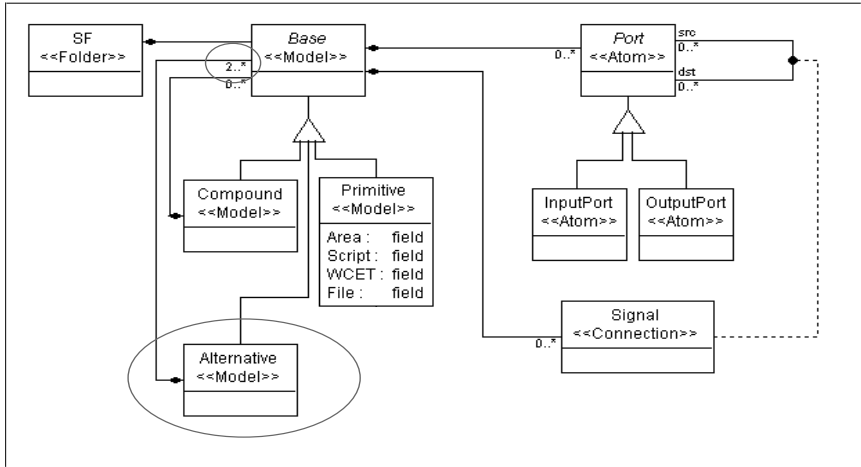 SF
<<Folder>>
Base
<<Model>>
2..*
0..*
0..*
Port
<<Atom>>
src
0..*
dst
0..*
Compound
<<Model>>
Primitive
<<Model>>
Area : field
Script : field
WCET : field
File : field
InputPort
<<Atom>>
OutputPort
<<Atom>>
Signal
<<Connection>>
0..*
Alternative
<<Model>>